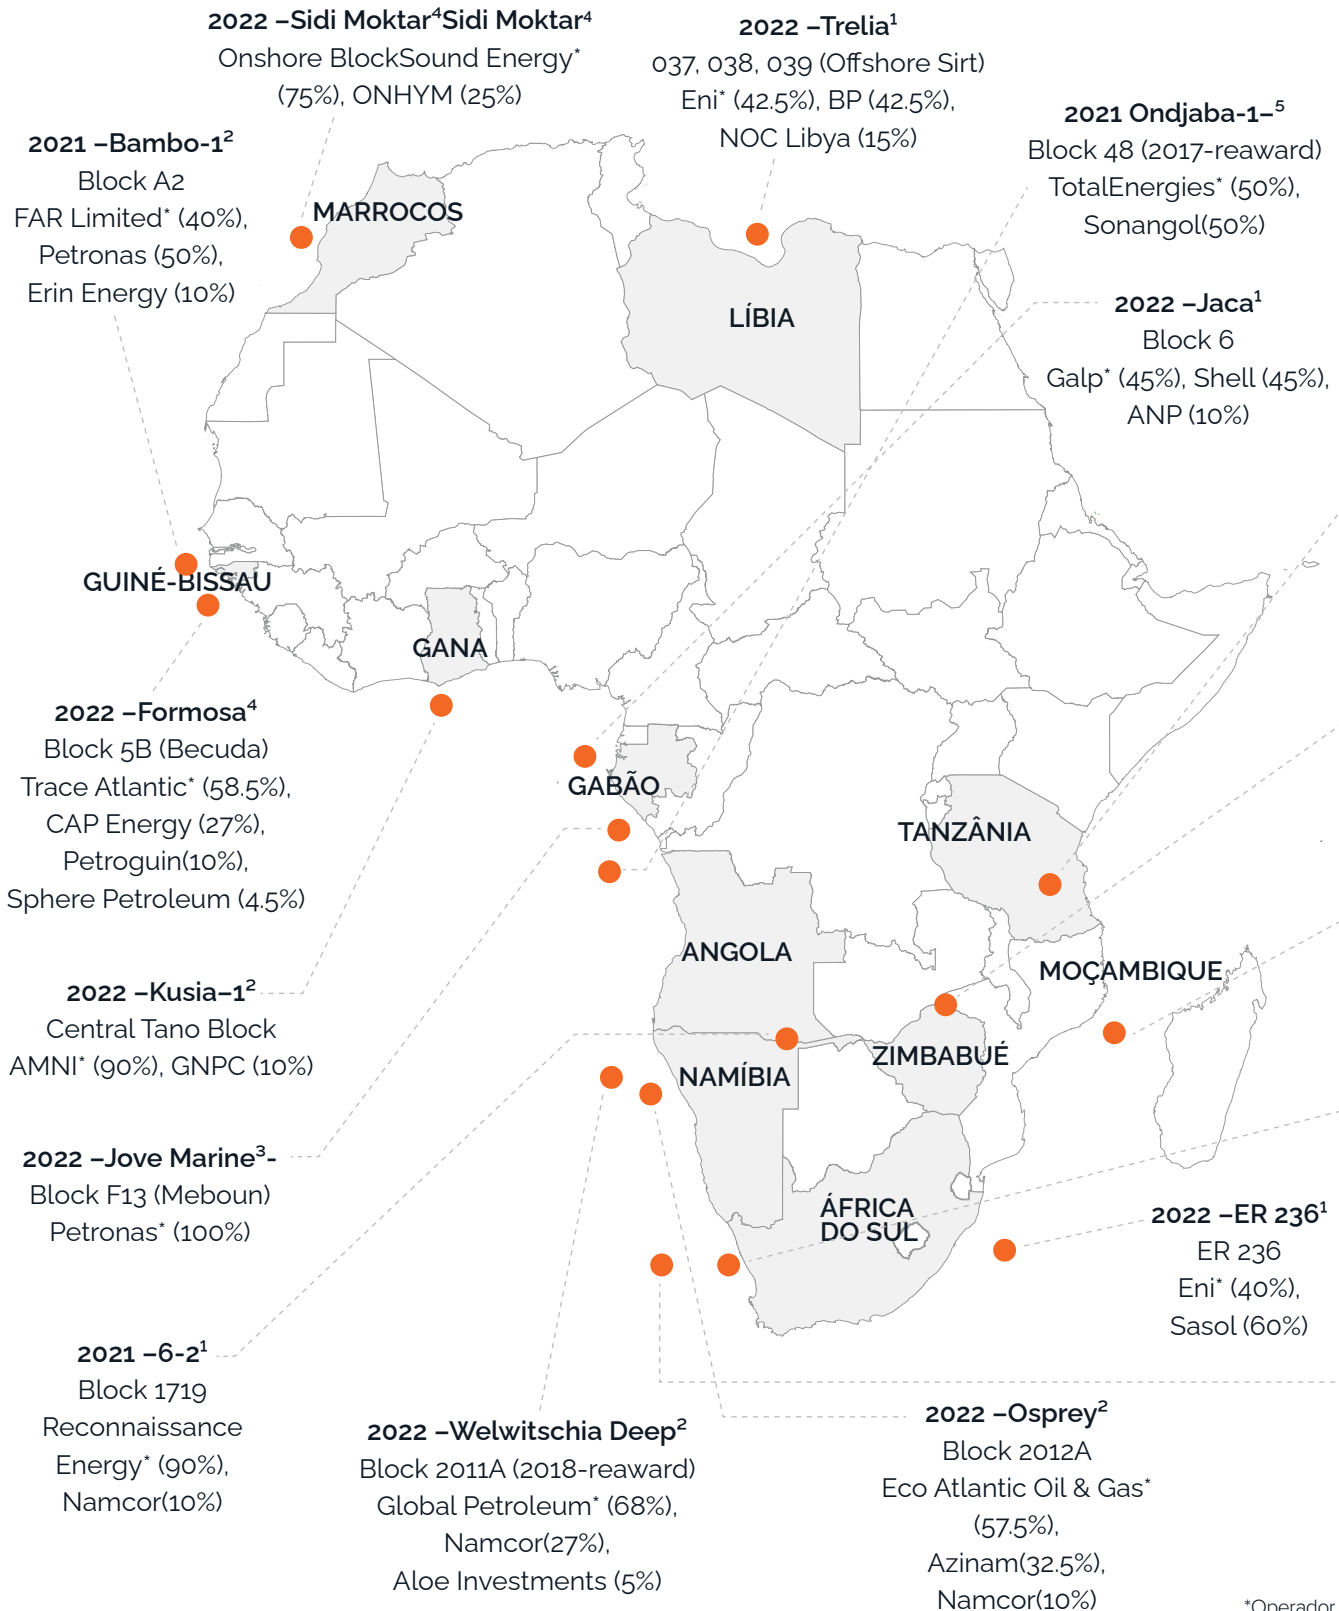 2022 –Sidi Moktar⁴Sidi Moktar⁴
Onshore BlockSound Energy*
(75%), ONHYM (25%)
2022 –Trelia¹
037, 038, 039 (Offshore Sirt)
Eni* (42.5%), BP (42.5%),
NOC Libya (15%)
2021 Ondjaba-1–⁵
Block 48 (2017-reaward)
TotalEnergies* (50%),
Sonangol(50%)
2021 –Bambo-1²
Block A2
FAR Limited* (40%),
Petronas (50%),
Erin Energy (10%)
MARROCOS
LÍBIA
2022 –Jaca¹
Block 6
Galp* (45%), Shell (45%),
ANP (10%)
GUINÉ-BISSAU
GANA
2022 –Formosa⁴
Block 5B (Becuda)
Trace Atlantic* (58.5%),
CAP Energy (27%),
Petroguin(10%),
Sphere Petroleum (4.5%)
GABÃO
TANZÂNIA
ANGOLA
MOÇAMBIQUE
2022 –Kusia–1²
Central Tano Block
AMNI* (90%), GNPC (10%)
ZIMBABUÉ
NAMÍBIA
2022 –Jove Marine³-
Block F13 (Meboun)
Petronas* (100%)
ÁFRICA
DO SUL
2022 –ER 236¹
ER 236
Eni* (40%),
Sasol (60%)
2021 –6-2¹
Block 1719
Reconnaissance
Energy* (90%),
Namcor(10%)
2022 –Welwitschia Deep²
Block 2011A (2018-reaward)
Global Petroleum* (68%),
Namcor(27%),
Aloe Investments (5%)
2022 –Osprey²
Block 2012A
Eco Atlantic Oil & Gas*
(57.5%),
Azinam(32.5%),
Namcor(10%)
*Operador